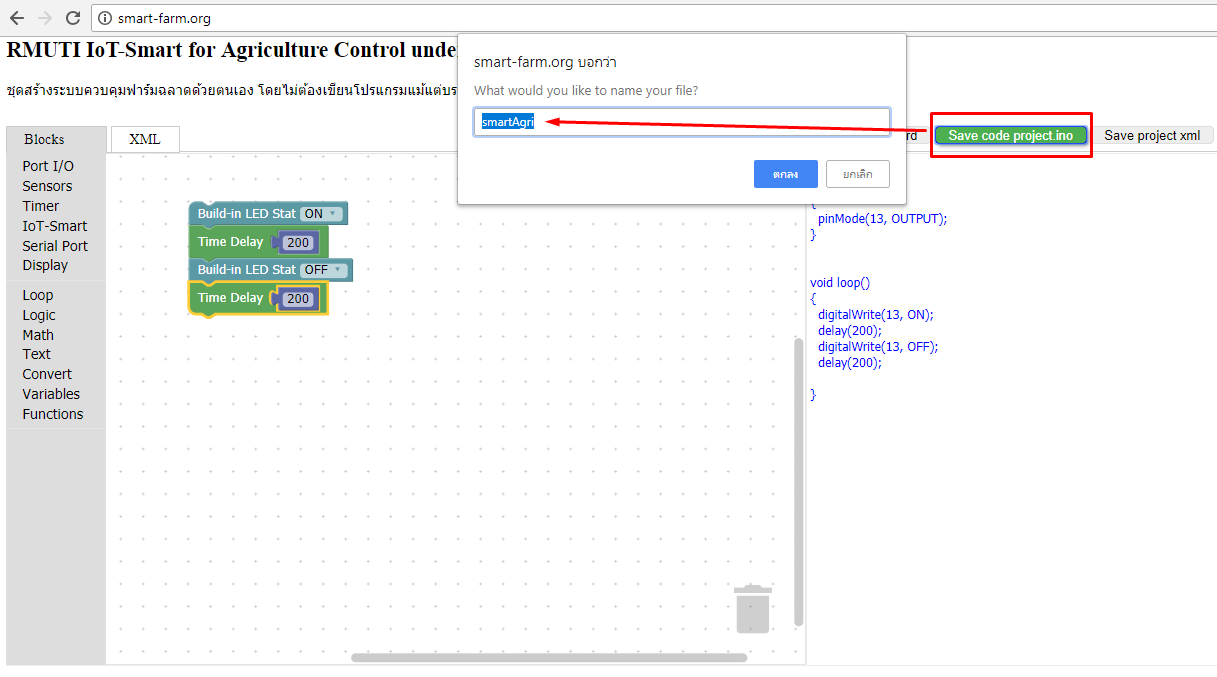 smart-farm.org
RMUTI IoT-Smart for Agriculture Control unde
ชุดสร้างระบบควบคุมฟาร์มฉลาดด้วยตนเอง โดยไม่ต้องเขียนโปรแกรมแม้แต่บร
smart-farm.org บอกว่า
What would you like to name your file?
smartAgri
ตกลง
ยกเลิก
Blocks
XML
rd
Save code project.ino
Save project xml
Port I/O
Sensors
Timer
IoT-Smart
Serial Port
Display
Loop
Logic
Math
Text
Convert
Variables
Functions
Build-in LED Stat ON
Time Delay 200
Build-in LED Stat OFF
Time Delay 200
{
pinMode(13, OUTPUT);
}
void loop()
{
digitalWrite(13, ON);
delay(200);
digitalWrite(13, OFF);
delay(200);
}